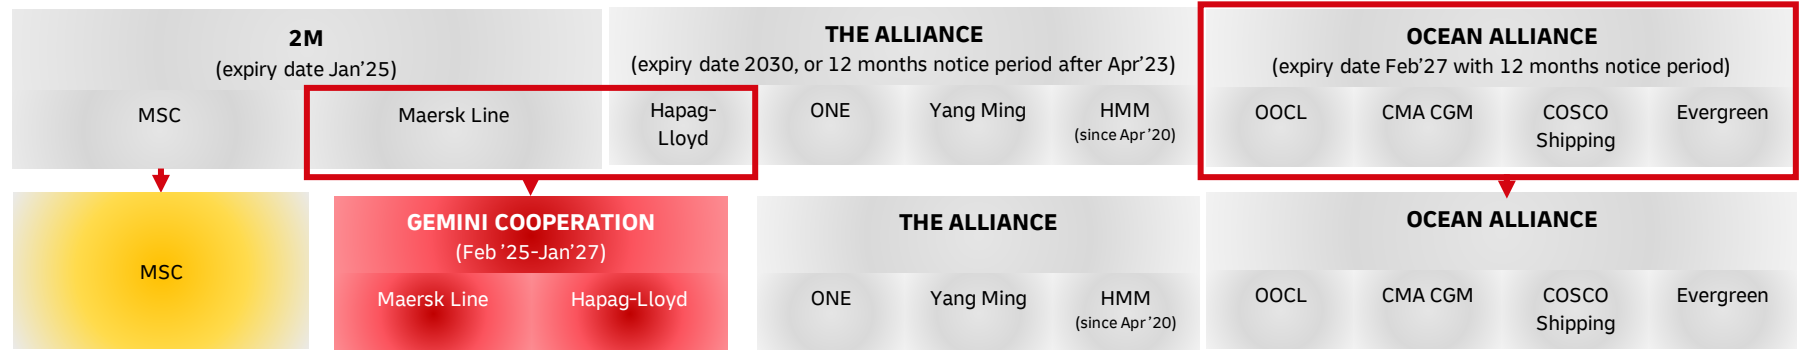 2M
(expiry date Jan'25)
MSC
Maersk Line
THE ALLIANCE
(expiry date 2030, or 12 months notice period after Apr'23)
Hapag-
Lloyd
ONE
Yang Ming
HMM
(since Apr'20)
OCEAN ALLIANCE
(expiry date Feb'27 with 12 months notice period)
OOCL
CMA CGM
COSCO
Shipping
Evergreen
MSC
GEMINI COOPERATION
(Feb '25-Jan'27)
Maersk Line
Hapag-Lloyd
THE ALLIANCE
ONE
Yang Ming
HMM
(since Apr'20)
OCEAN ALLIANCE
OOCL
CMA CGM
COSCO
Shipping
Evergreen